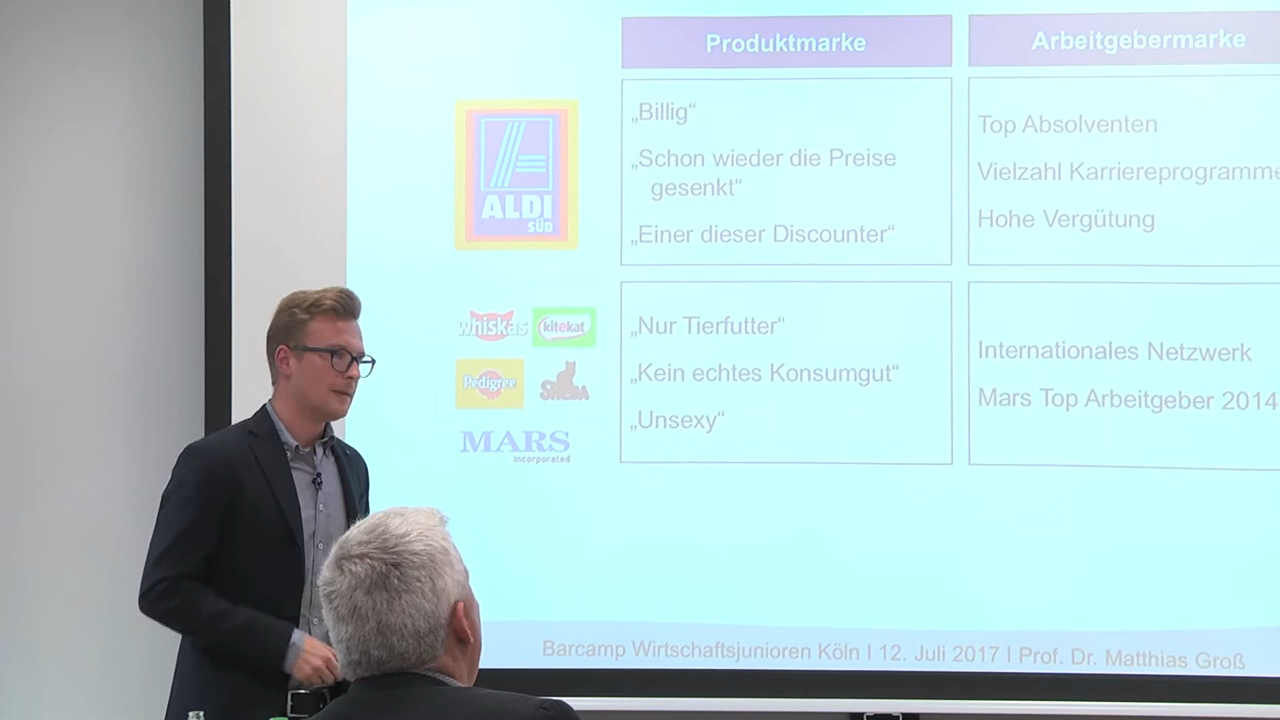 Produktmarke
Arbeitgebermarke
ALDI
SÜD
„Billig“
„Schon wieder die Preise
gesenkt“
„Einer dieser Discounter“
Top Absolventen
Vielzahl Karriereprogramme
Hohe Vergütung
whiskas
kitekat
Pedigree
SHEBA
MARS
incorporated
„Nur Tierfutter“
„Kein echtes Konsumgut“
„Unsexy“
Internationales Netzwerk
Mars Top Arbeitgeber 2014
Barcamp Wirtschaftsjunioren Köln I 12. Juli 2017 I Prof. Dr. Matthias Groß